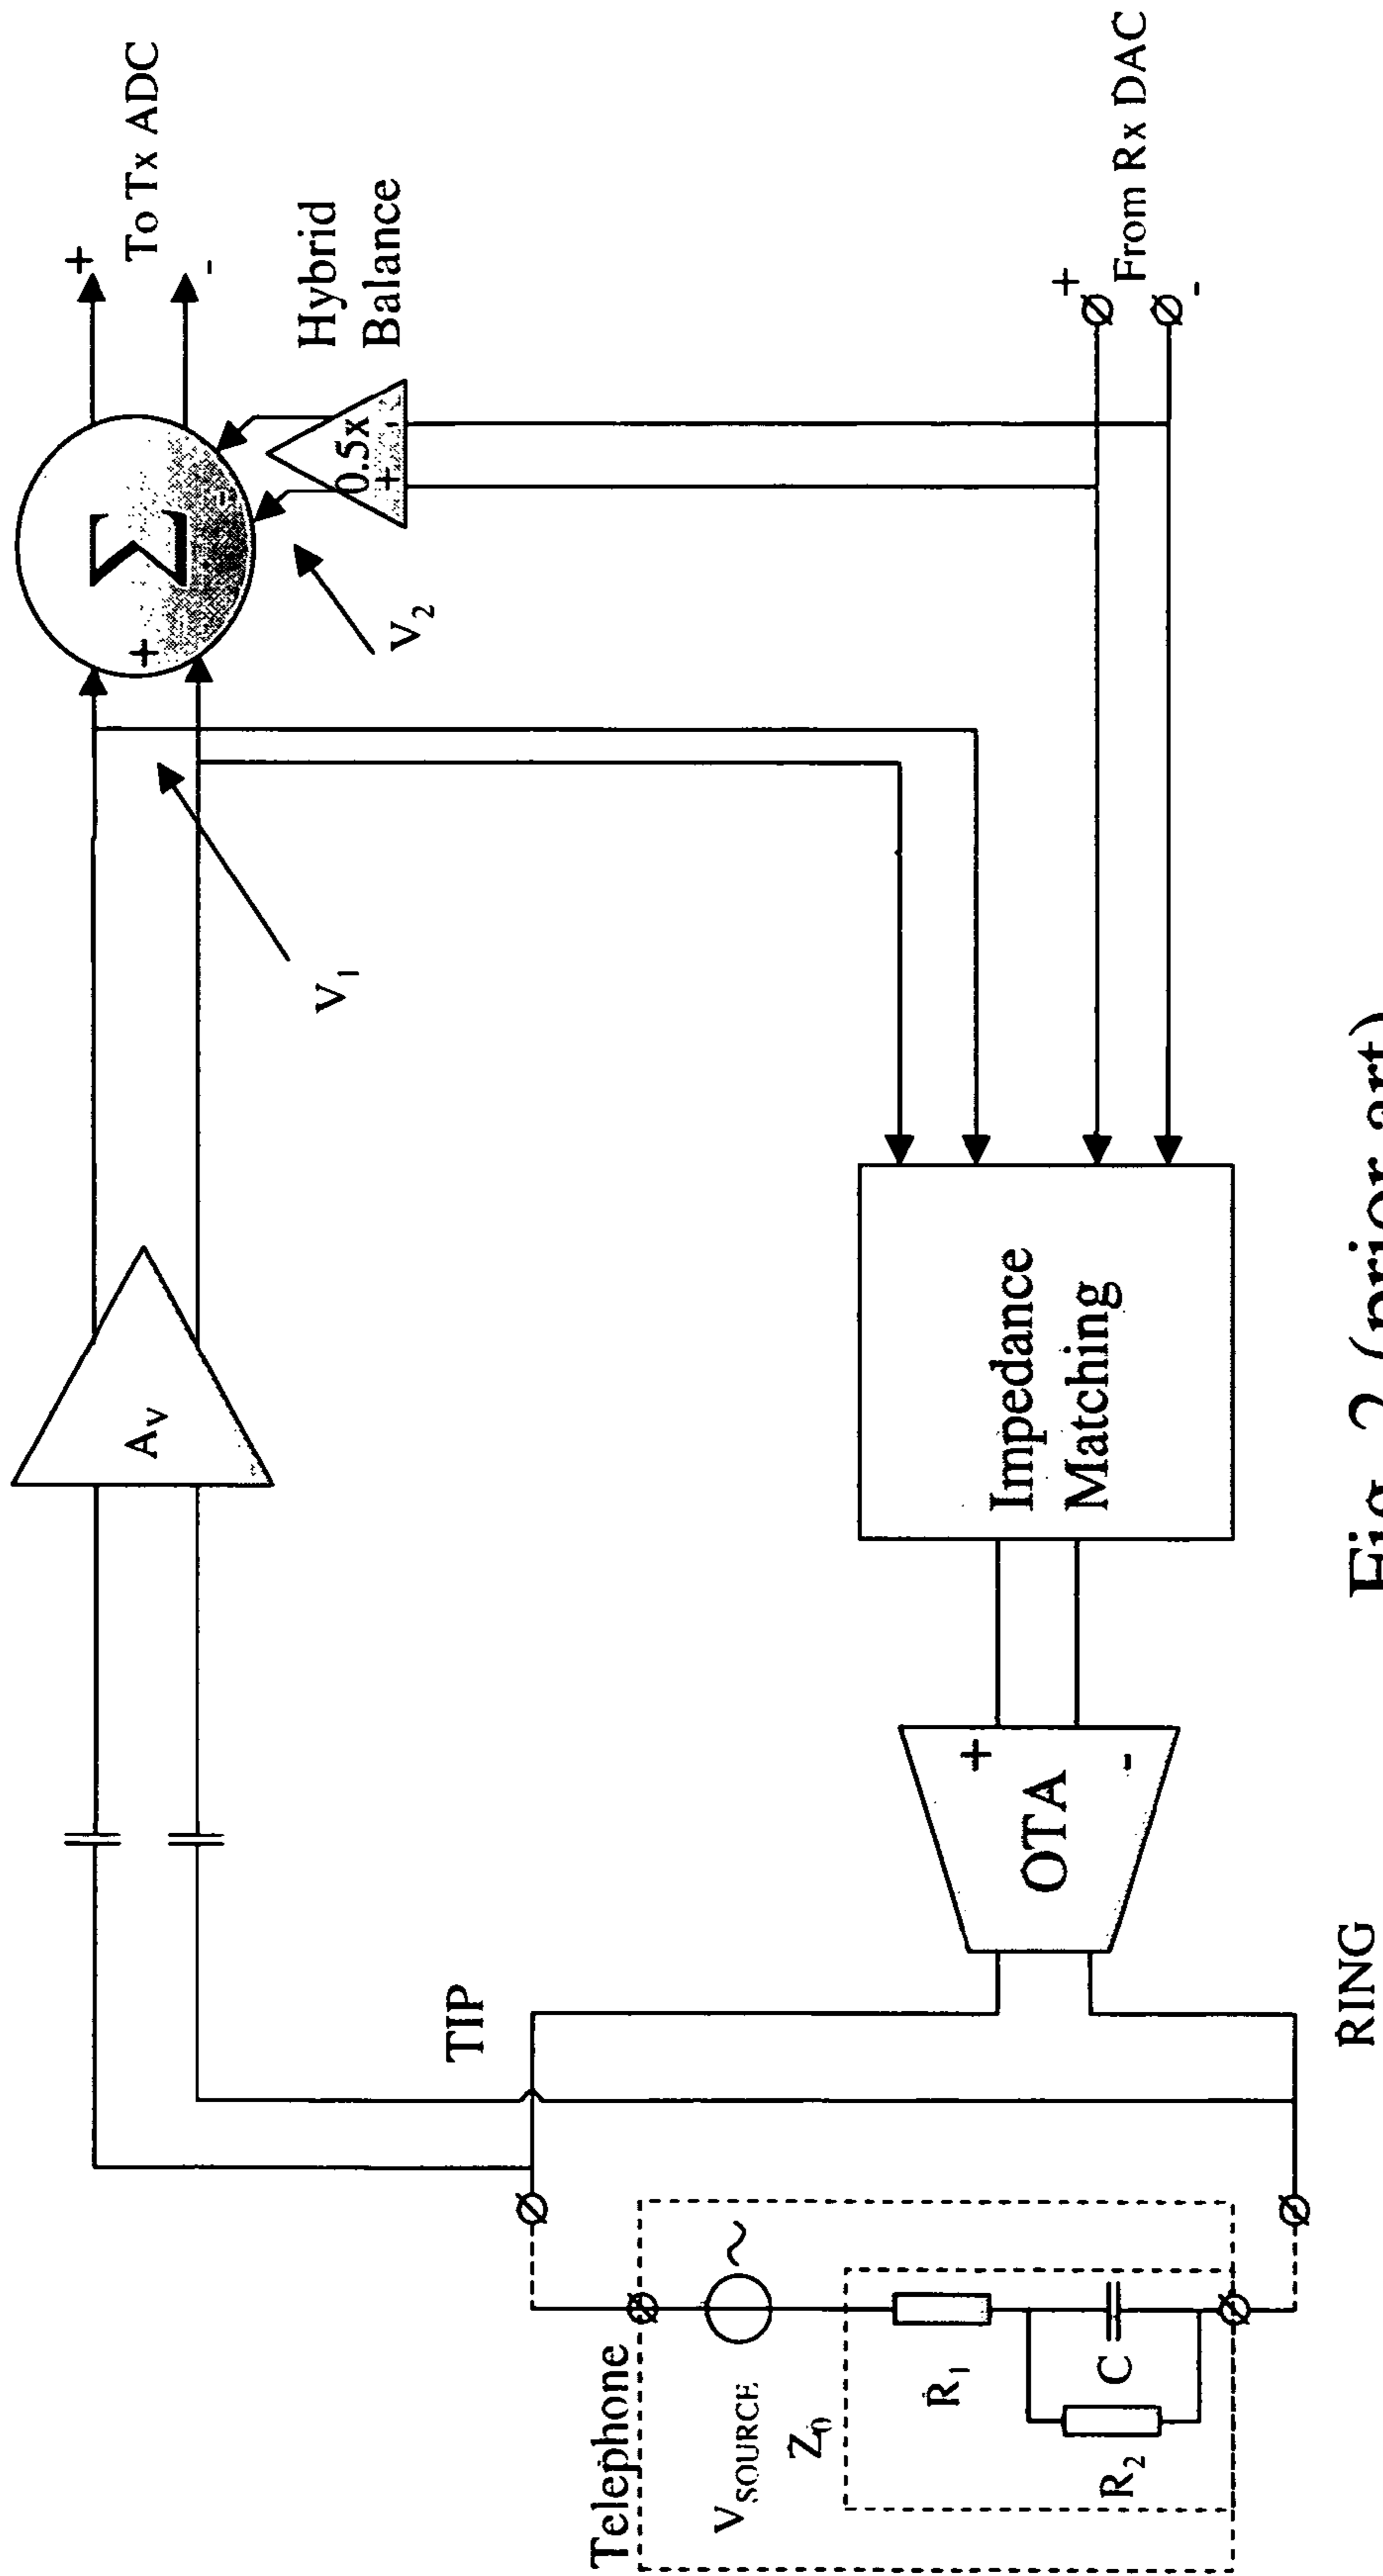 To Tx ADC
+
-
Hybrid
Balance
Σ
+
-
0.5x
+ -
V2
V1
AV
From Rx DAC
+
-
Impedance
Matching
OTA
+
-
TIP
RING
Telephone
VSOURCE
~
Z0
R1
C
R2
Fig. 2 (prior art)